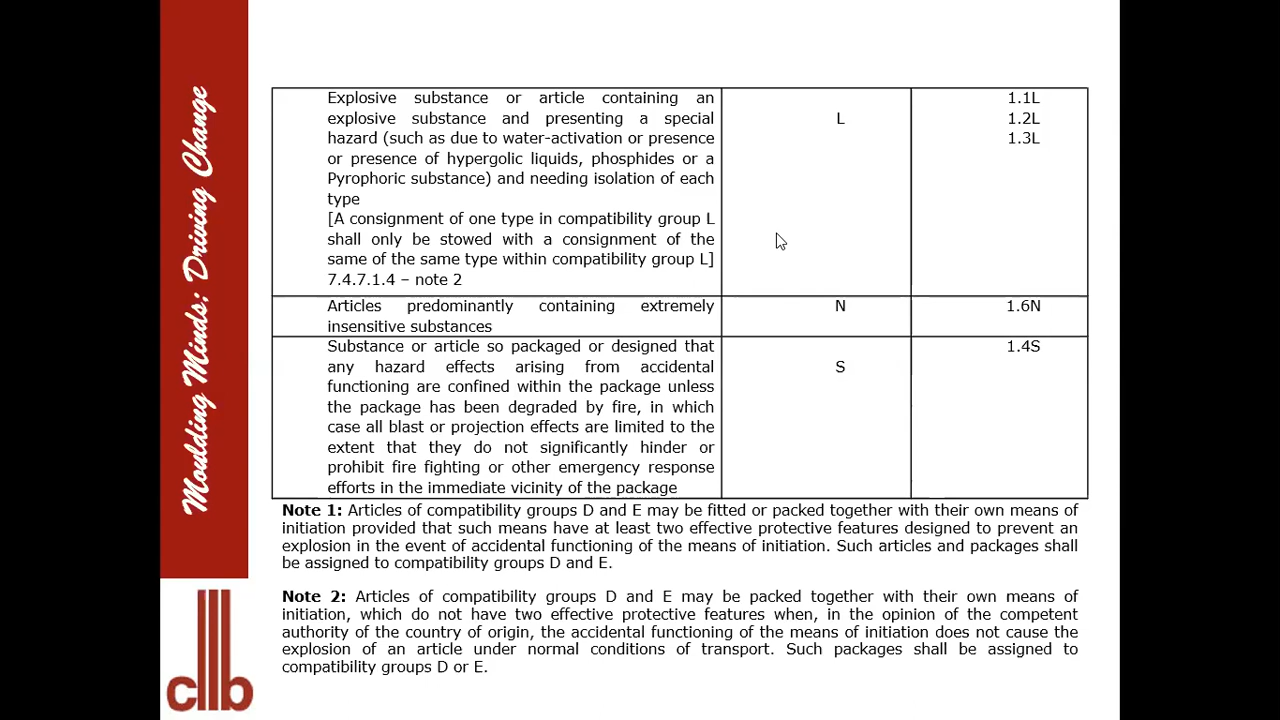 Moulding Minds; Driving Change
Explosive substance or article containing an
explosive substance and presenting a special
hazard (such as due to water-activation or presence
or presence of hypergolic liquids, phosphides or a
Pyrophoric substance) and needing isolation of each
type
[A consignment of one type in compatibility group L
shall only be stowed with a consignment of the
same of the same type within compatibility group L]
7.4.7.1.4 – note 2
L
1.1L
1.2L
1.3L
Articles predominantly containing extremely
insensitive substances
N
1.6N
Substance or article so packaged or designed that
any hazard effects arising from accidental
functioning are confined within the package unless
the package has been degraded by fire, in which
case all blast or projection effects are limited to the
extent that they do not significantly hinder or
prohibit fire fighting or other emergency response
efforts in the immediate vicinity of the package
S
1.4S
Note 1: Articles of compatibility groups D and E may be fitted or packed together with their own means of
initiation provided that such means have at least two effective protective features designed to prevent an
explosion in the event of accidental functioning of the means of initiation. Such articles and packages shall
be assigned to compatibility groups D and E.
Note 2: Articles of compatibility groups D and E may be packed together with their own means of
initiation, which do not have two effective protective features when, in the opinion of the competent
authority of the country of origin, the accidental functioning of the means of initiation does not cause the
explosion of an article under normal conditions of transport. Such packages shall be assigned to
compatibility groups D or E.